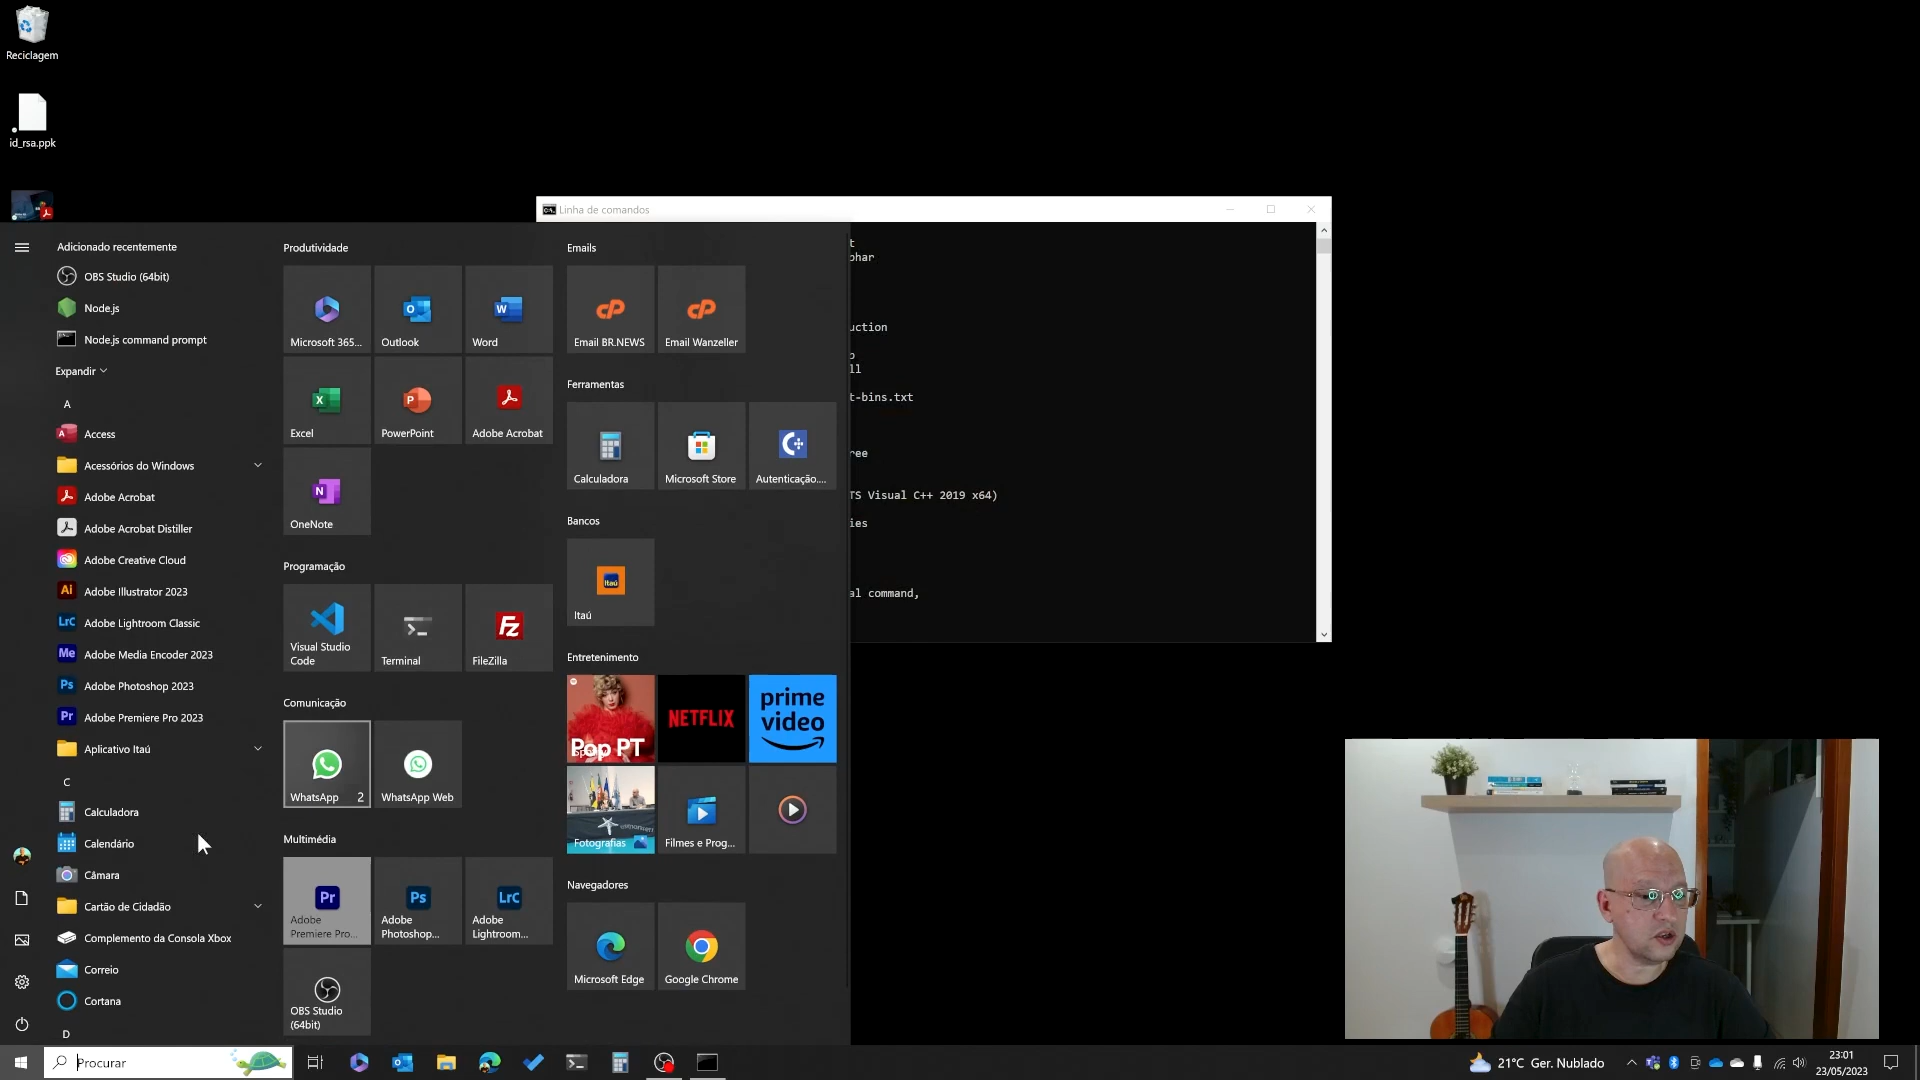 Reciclagem
id_rsa.ppk
Linha de comandos
t
phar
uction
p
ll
t-bins.txt
ree
TS Visual C++ 2019 x64)
ies
al command,
Adicionado recentemente
OBS Studio (64bit)
Node.js
Node.js command prompt
Expandir
A
Access
Acessórios do Windows
Adobe Acrobat
Adobe Acrobat Distiller
Adobe Creative Cloud
Adobe Illustrator 2023
Adobe Lightroom Classic
Adobe Media Encoder 2023
Adobe Photoshop 2023
Adobe Premiere Pro 2023
Aplicativo Itaú
C
Calculadora
Calendário
Câmara
Cartão de Cidadão
Complemento da Consola Xbox
Correio
Cortana
D
Produtividade
Microsoft 365...
Outlook
Word
Excel
PowerPoint
Adobe Acrobat
OneNote
Programação
Visual Studio
Code
Terminal
FileZilla
Comunicação
WhatsApp 2
WhatsApp Web
Multimédia
Adobe
Premiere Pro...
Adobe
Photoshop...
Adobe
Lightroom...
OBS Studio
(64bit)
Emails
Email BR.NEWS
Email Wanzeller
Ferramentas
Calculadora
Microsoft Store
Autenticação....
Bancos
Itaú
Itaú
Entretenimento
Pop PT
NETFLIX
prime
video
Fotografias
Filmes e Prog...
Navegadores
Microsoft Edge
Google Chrome
Procurar
21°C Ger. Nublado
23:01
23/05/2023